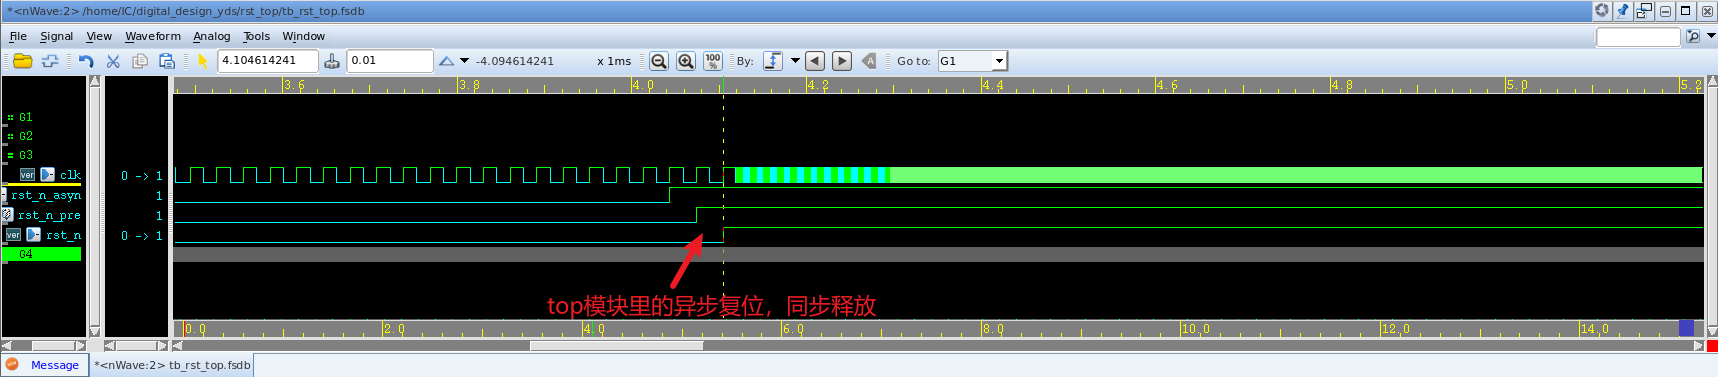 *<nWave:2> /home/IC/digital_design_yds/rst_top/tb_rst_top.fsdb
File Signal View Waveform Analog Tools Window
4.104614241 0.01 -4.094614241 x 1ms 100% By: Go to: G1
3.6 3.8 4.0 4.2 4.4 4.6 4.8 5.0 5.2
G1
G2
G3
ver clk 0 -> 1
rst_n_asyn 1
rst_n_pre 1
ver rst_n 0 -> 1
G4
top模块里的异步复位，同步释放
0.0 2.0 4.0 6.0 8.0 10.0 12.0 14.0
Message *<nWave:2> tb_rst_top.fsdb